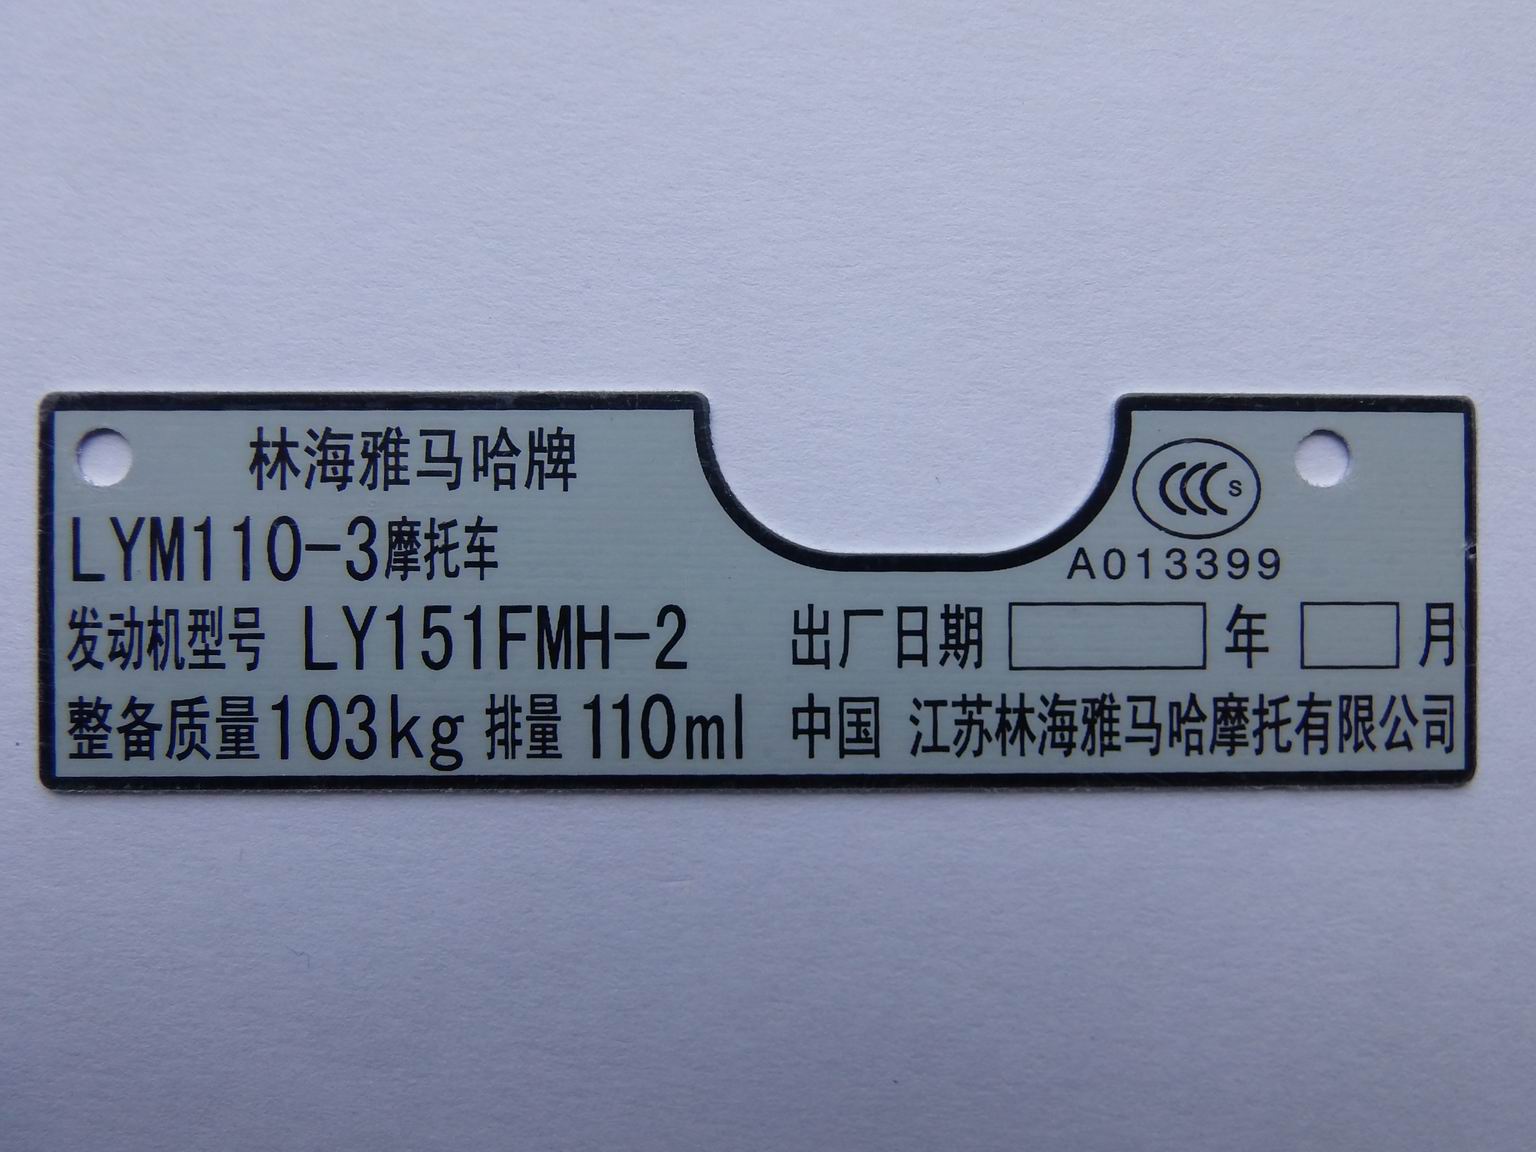 林海雅马哈牌
CCC S
LYM110-3摩托车
A013399
发动机型号 LY151FMH-2 出厂日期 年 月
整备质量103kg 排量 110ml 中国 江苏林海雅马哈摩托有限公司